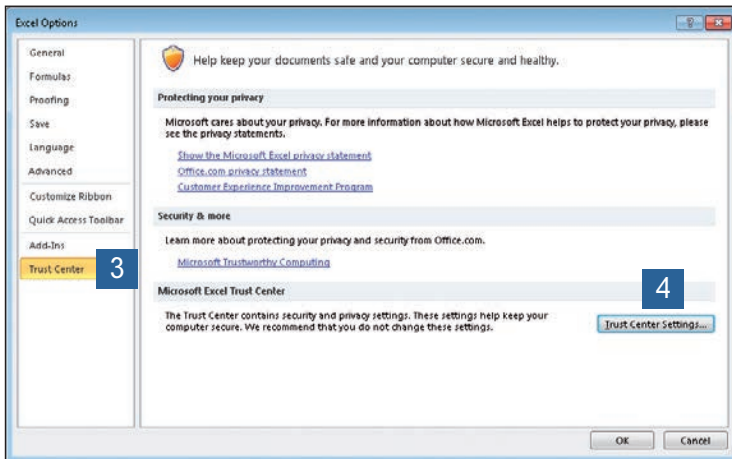 Excel Options
General
Formulas
Proofing
Save
Language
Advanced
Customize Ribbon
Quick Access Toolbar
Add-Ins
Trust Center
3
Help keep your documents safe and your computer secure and healthy.
Protecting your privacy
Microsoft cares about your privacy. For more information about how Microsoft Excel helps to protect your privacy, please
see the privacy statements.
Show the Microsoft Excel privacy statement
Office.com privacy statement
Customer Experience Improvement Program
Security & more
Learn more about protecting your privacy and security from Office.com.
Microsoft Trustworthy Computing
Microsoft Excel Trust Center
4
The Trust Center contains security and privacy settings. These settings help keep your
computer secure. We recommend that you do not change these settings.
Trust Center Settings...
OK
Cancel